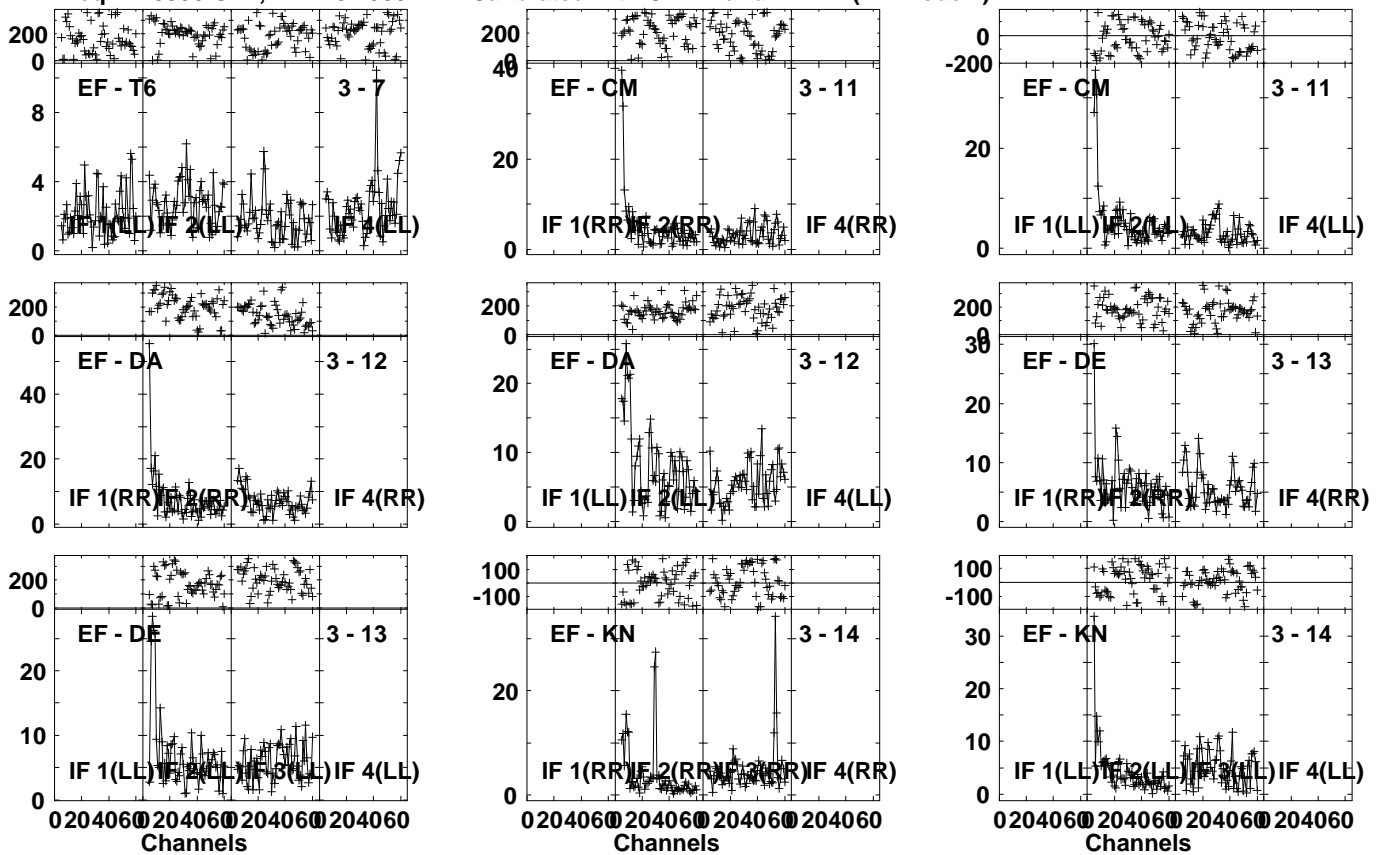 200
0
EF - T6
3 - 7
8
4
0
IF 1(LL)
IF 2(LL)
IF 4(LL)
200
0
40
EF - CM
3 - 11
20
0
IF 1(RR)
IF 2(RR)
IF 4(RR)
0
-200
EF - CM
3 - 11
20
0
IF 1(LL)
IF 2(LL)
IF 4(LL)
200
0
EF - DA
3 - 12
40
20
0
IF 1(RR)
IF 2(RR)
IF 4(RR)
200
0
EF - DA
3 - 12
20
10
0
IF 1(LL)
IF 2(LL)
IF 4(LL)
200
0
30
EF - DE
3 - 13
20
10
0
IF 1(RR)
IF 2(RR)
IF 4(RR)
200
0
EF - DE
3 - 13
20
10
0
IF 1(LL)
IF 2(LL)
IF 3(LL)
IF 4(LL)
0 20 40 60 0 20 40 60 0 20 40 60 0 20 40 60
Channels
100
-100
EF - KN
3 - 14
20
0
IF 1(RR)
IF 2(RR)
IF 3(RR)
IF 4(RR)
0 20 40 60 0 20 40 60 0 20 40 60 0 20 40 60
Channels
100
-100
EF - KN
3 - 14
30
20
10
0
IF 1(LL)
IF 2(LL)
IF 3(LL)
IF 4(LL)
0 20 40 60 0 20 40 60 0 20 40 60 0 20 40 60
Channels